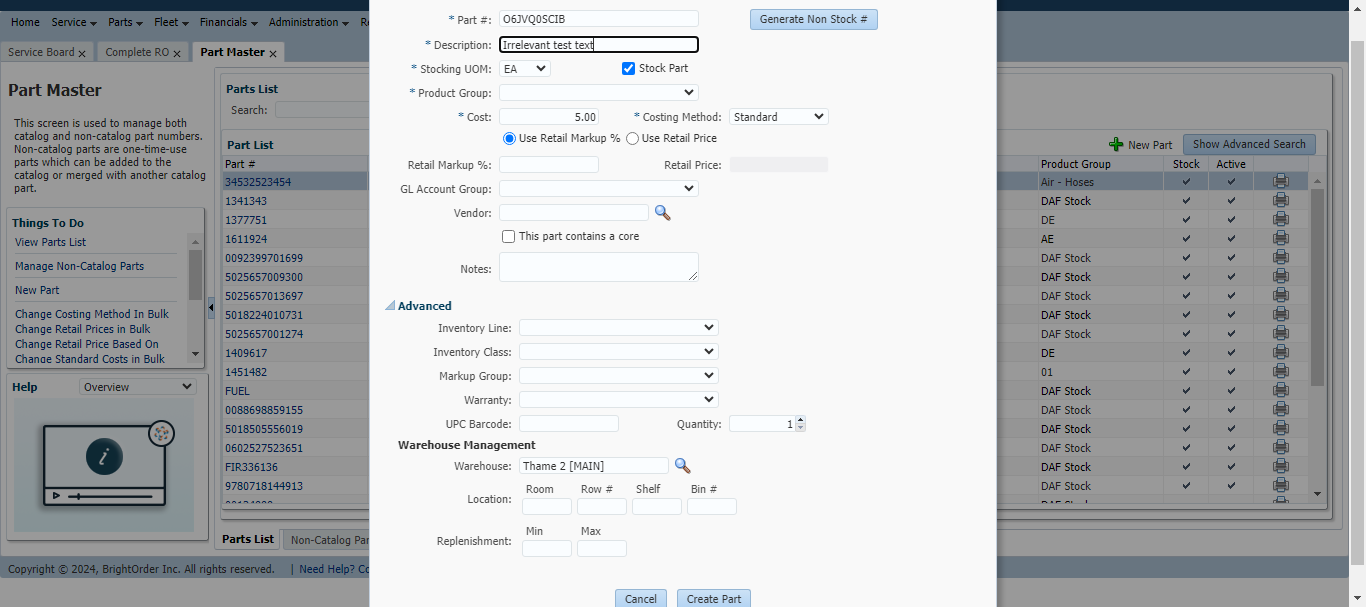 Home Service Parts Fleet Financials Administration
Service Board x Complete RO x Part Master x
Part Master
This screen is used to manage both
catalog and non-catalog part numbers.
Non-catalog parts are one-time-use
parts which can be added to the
catalog or merged with another catalog
part.
Things To Do
View Parts List
Manage Non-Catalog Parts
New Part
Change Costing Method In Bulk
Change Retail Prices in Bulk
Change Retail Price Based On
Change Standard Costs in Bulk
Help Overview
Parts List
Search:
Part List
Part #
34532523454
1341343
1377751
1611924
0092399701699
5025657009300
5025657013697
5018224010731
5025657001274
1409617
1451482
FUEL
0088698859155
5018505556019
0602527523651
FIR336136
9780718144913
Parts List Non-Catalog Par
* Part #: O6JVQ0SCIB Generate Non Stock #
* Description: Irrelevant test text
* Stocking UOM: EA Stock Part
* Product Group:
* Cost: 5.00 * Costing Method: Standard
Use Retail Markup % Use Retail Price
Retail Markup %: Retail Price:
GL Account Group:
Vendor:
This part contains a core
Notes:
Advanced
Inventory Line:
Inventory Class:
Markup Group:
Warranty:
UPC Barcode: Quantity: 1
Warehouse Management
Warehouse: Thame 2 [MAIN]
Room Row # Shelf Bin #
Location:
Min Max
Replenishment:
Cancel Create Part
New Part Show Advanced Search
Product Group Stock Active
Air - Hoses
DAF Stock
DE
AE
DAF Stock
DAF Stock
DAF Stock
DAF Stock
DAF Stock
DE
01
DAF Stock
DAF Stock
DAF Stock
DAF Stock
DAF Stock
DAF Stock
Copyright © 2024, BrightOrder Inc. All rights reserved. | Need Help? Co